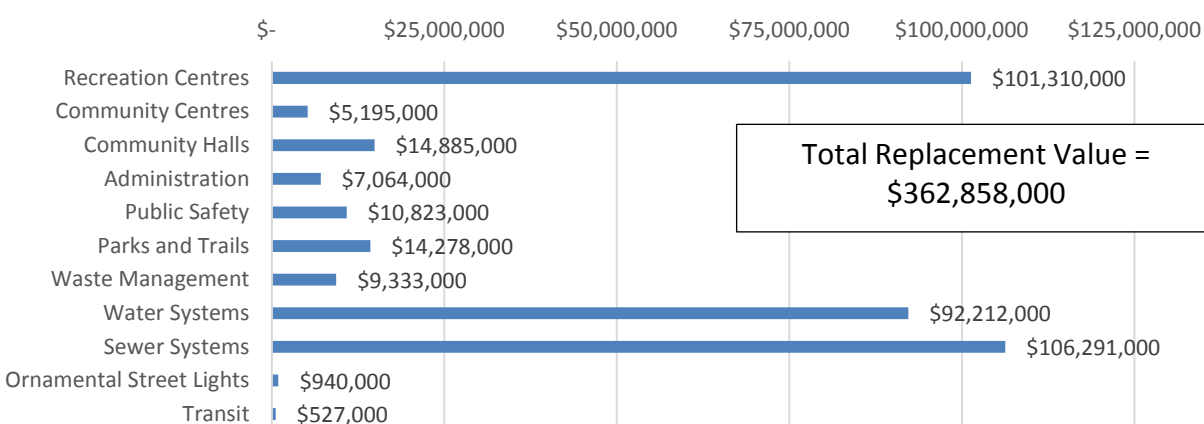 $- $25,000,000 $50,000,000 $75,000,000 $100,000,000 $125,000,000
Recreation Centres $101,310,000
Community Centres $5,195,000
Community Halls $14,885,000
Administration $7,064,000
Public Safety $10,823,000
Parks and Trails $14,278,000
Waste Management $9,333,000
Water Systems $92,212,000
Sewer Systems $106,291,000
Ornamental Street Lights $940,000
Transit $527,000
Total Replacement Value =
$362,858,000